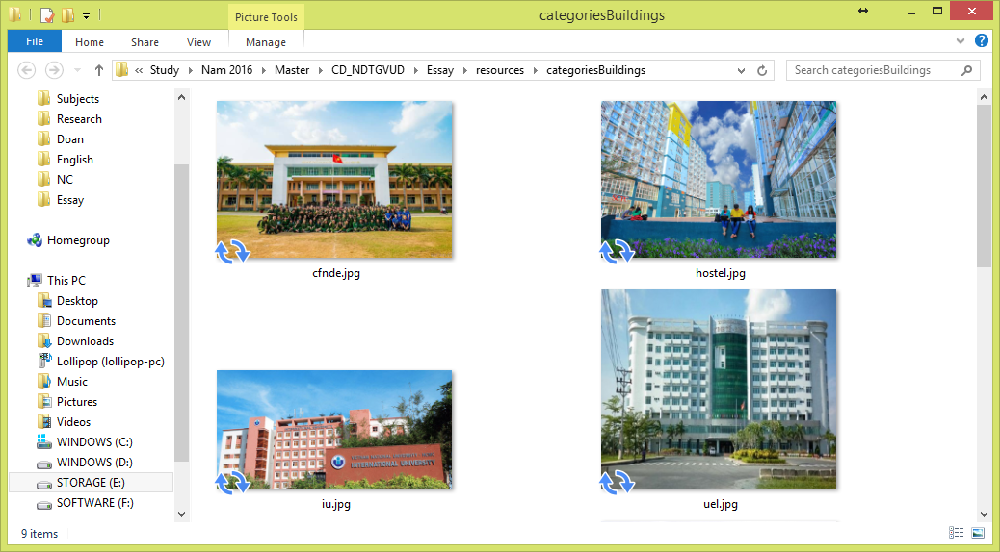 Picture Tools
categoriesBuildings
File
Home
Share
View
Manage
« Study
Nam 2016
Master
CD_NDTGVUD
Essay
resources
categoriesBuildings
Search categoriesBuildings
Subjects
Research
Doan
English
NC
Essay
Homegroup
This PC
Desktop
Documents
Downloads
Lollipop (lollipop-pc)
Music
Pictures
Videos
WINDOWS (C:)
WINDOWS (D:)
STORAGE (E:)
SOFTWARE (F:)
cfnde.jpg
hostel.jpg
INTERNATIONAL UNIVERSITY
iu.jpg
uel.jpg
9 items